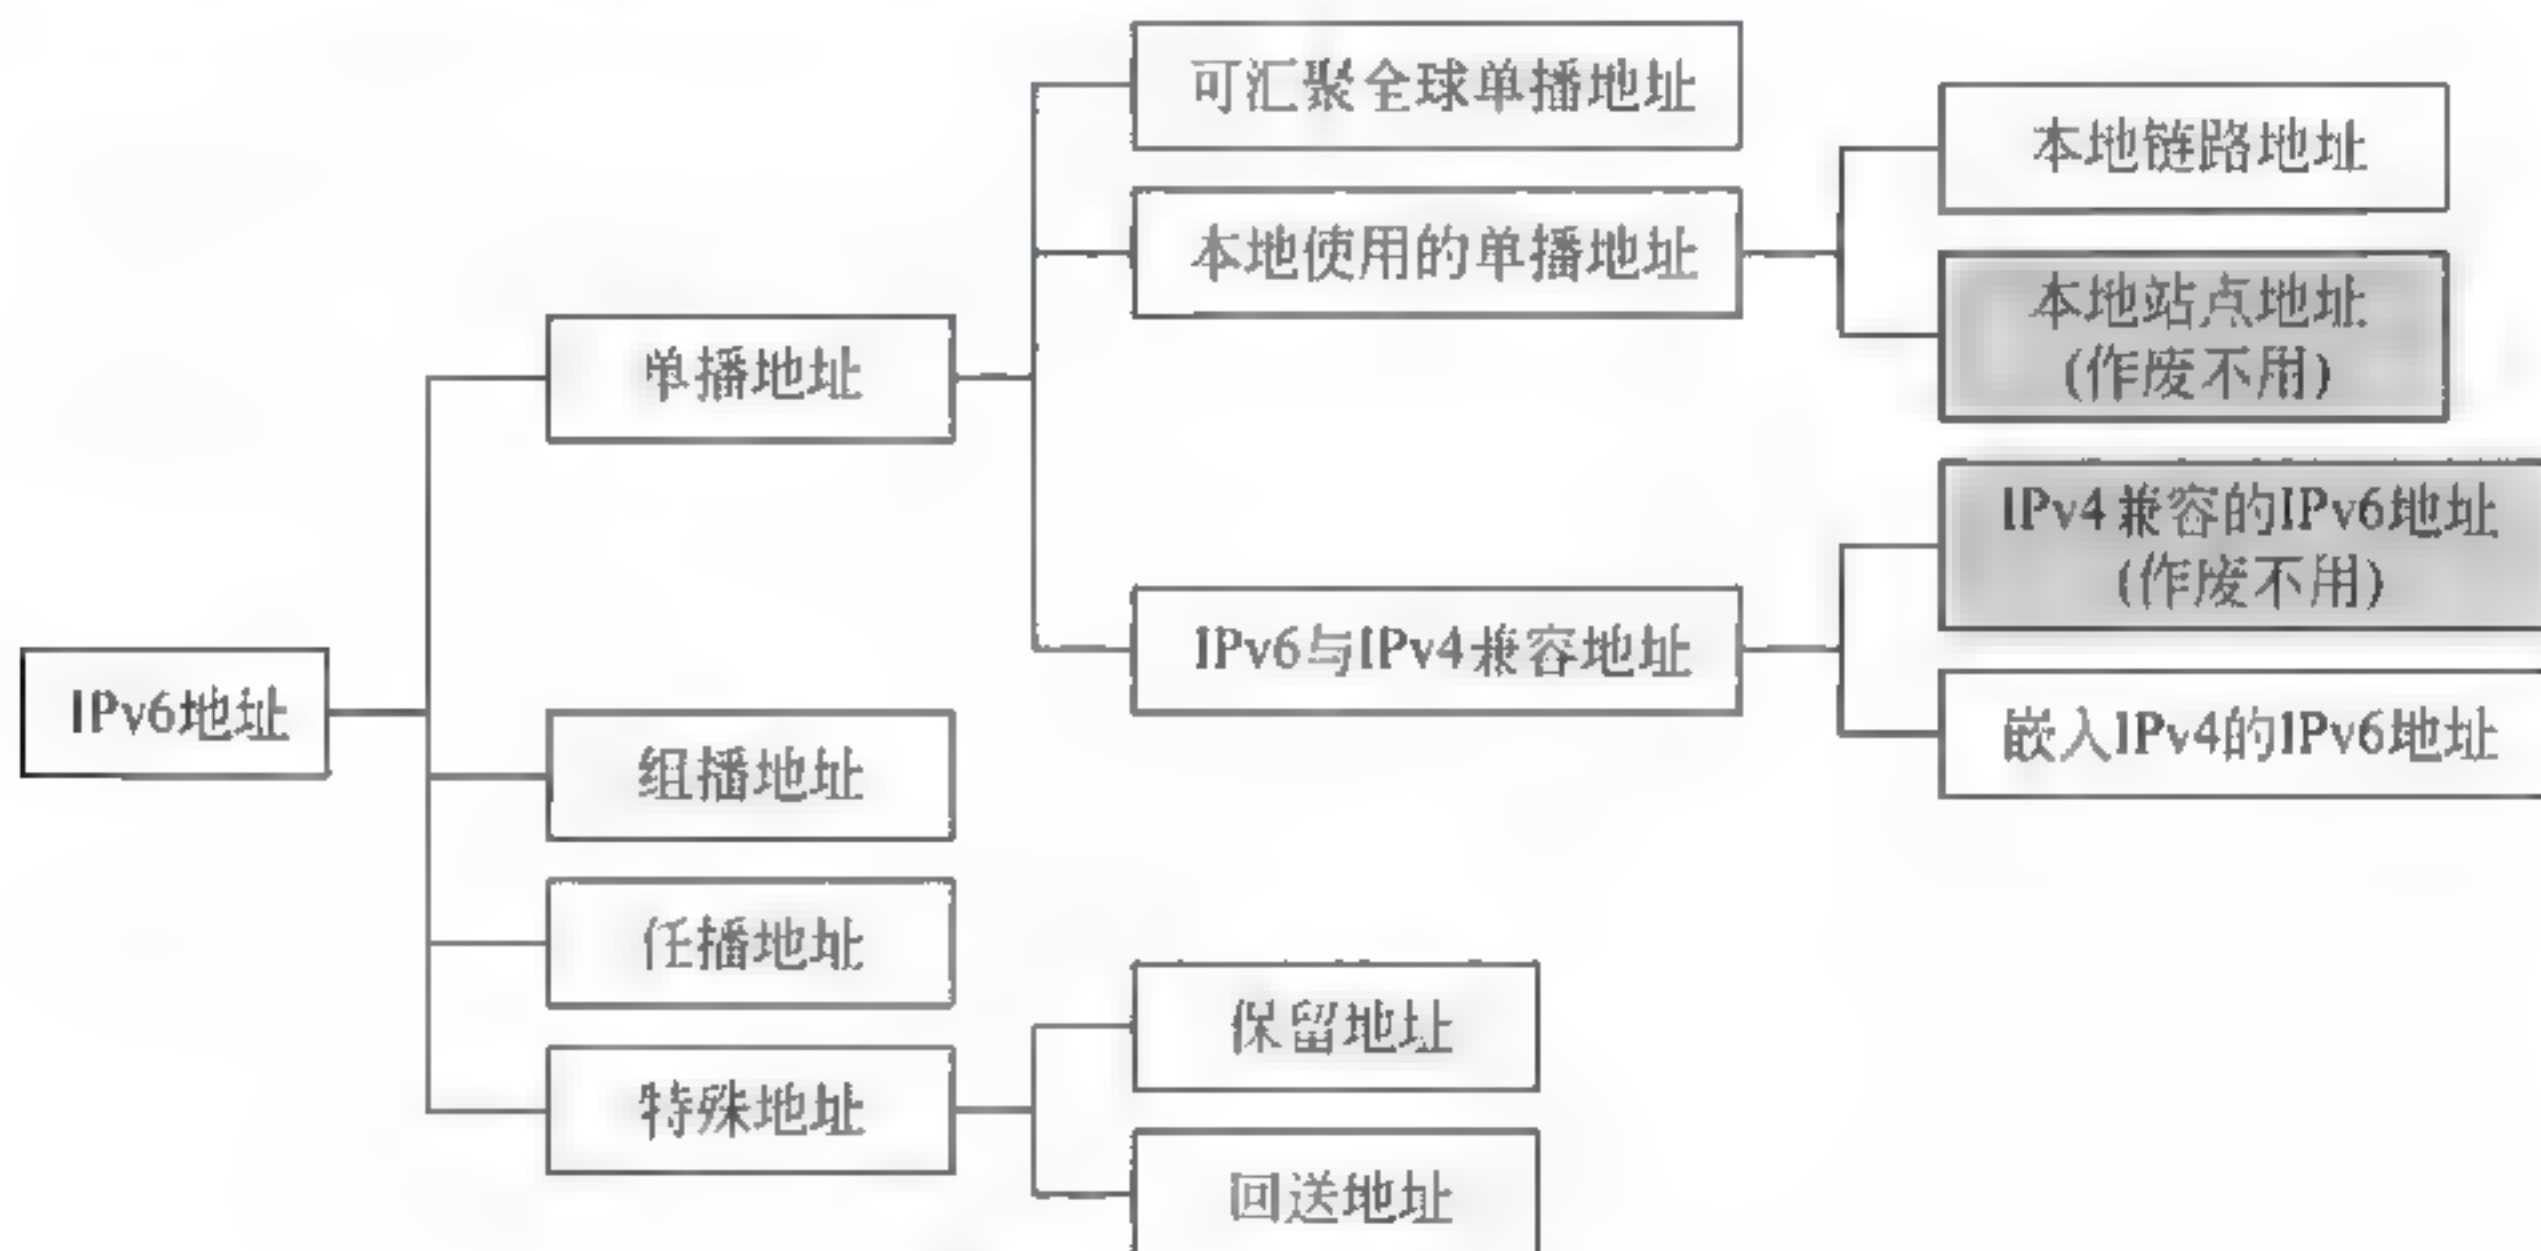 可汇聚全球单播地址
本地链路地址
本地使用的单播地址
本地站点地址
(作废不用)
单播地址
IPv4兼容的IPv6地址
(作废不用)
IPv6与IPv4兼容地址
IPv6地址
嵌入IPv4的IPv6地址
组播地址
任播地址
保留地址
特殊地址
回送地址